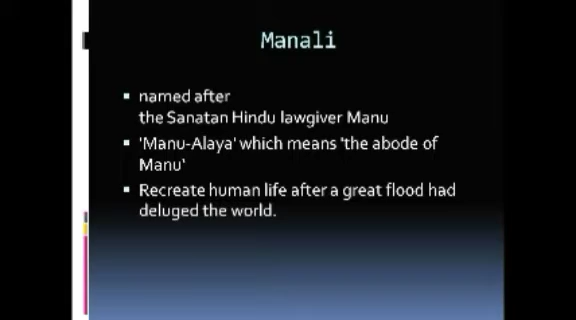 Manali
▪ named after
the Sanatan Hindu lawgiver Manu
▪ 'Manu-Alaya' which means 'the abode of
Manu'
▪ Recreate human life after a great flood had
deluged the world.